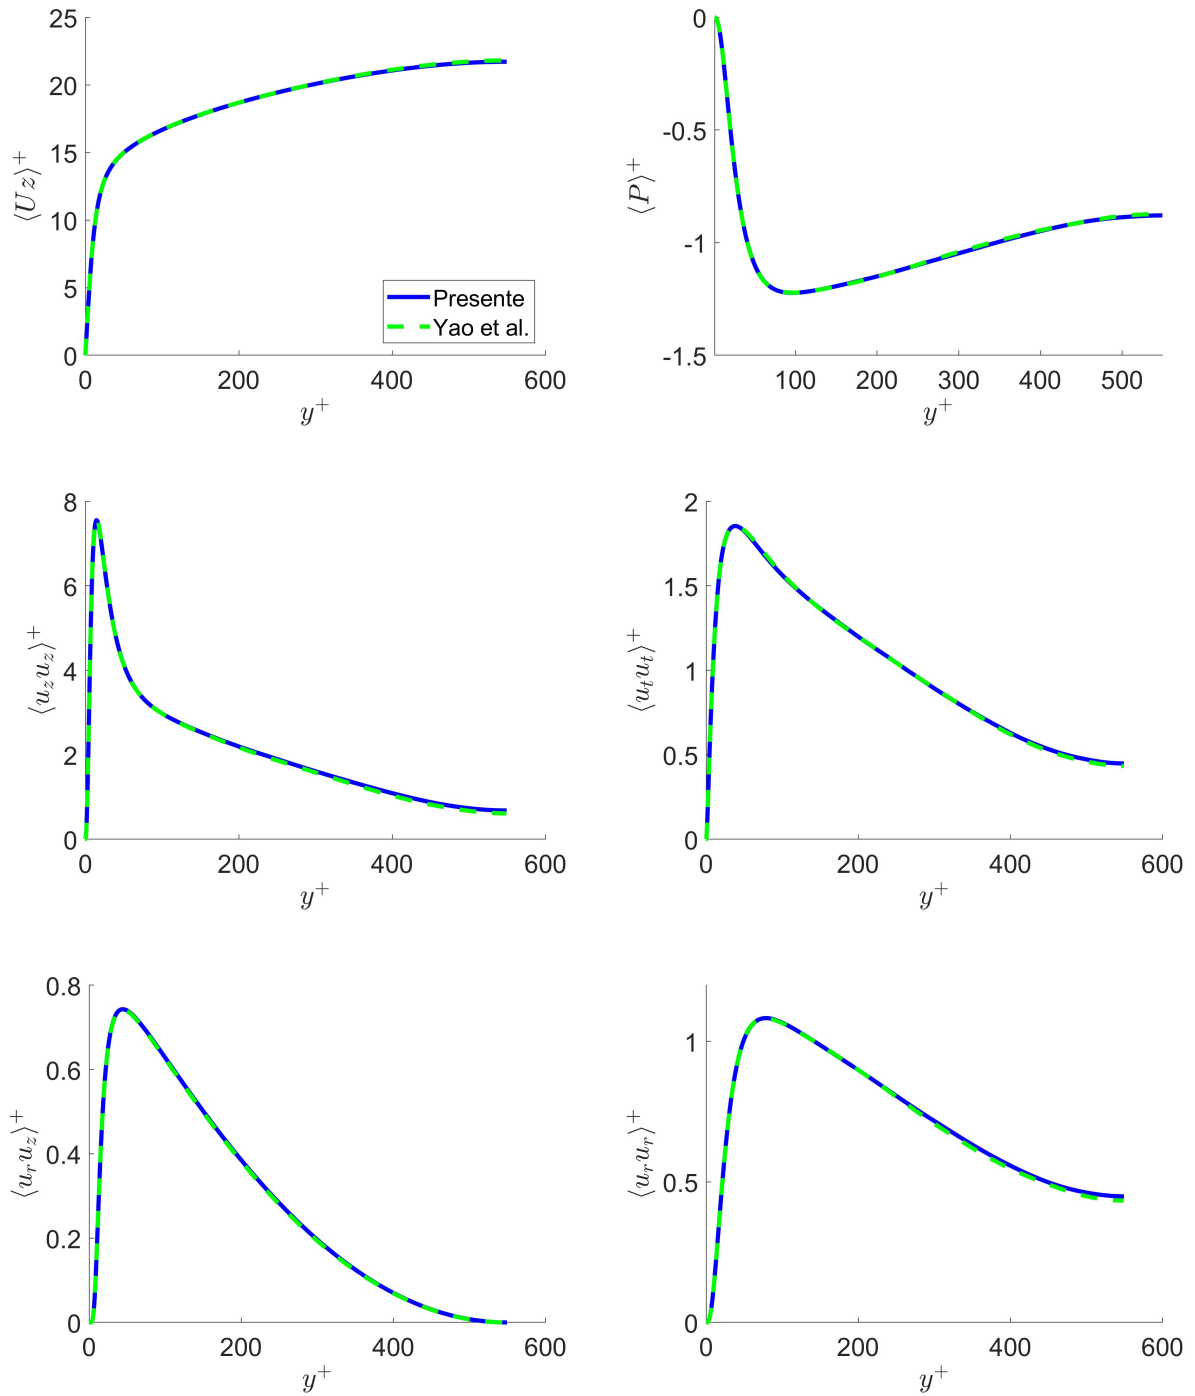 25
20
15
10
5
0
0 200 400 600
⟨Uz⟩⁺
y⁺
Presente
Yao et al.
0
-0.5
-1
-1.5
100 200 300 400 500
⟨P⟩⁺
y⁺
8
6
4
2
0
0 200 400 600
⟨u_z u_z⟩⁺
y⁺
2
1.5
1
0.5
0
0 200 400 600
⟨u_t u_t⟩⁺
y⁺
0.8
0.6
0.4
0.2
0
0 200 400 600
⟨u_r u_z⟩⁺
y⁺
1
0.5
0
0 200 400 600
⟨u_r u_r⟩⁺
y⁺